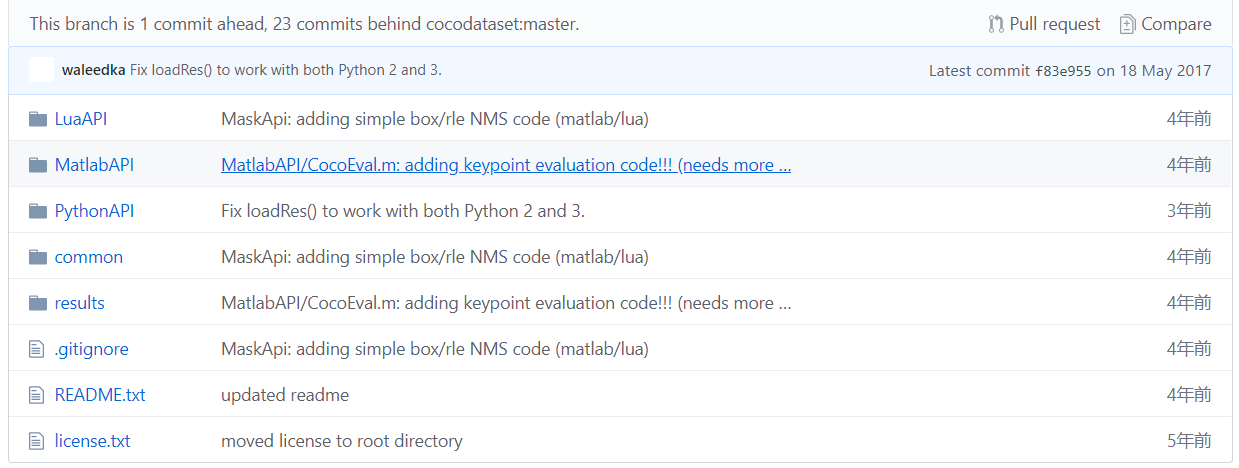 This branch is 1 commit ahead, 23 commits behind cocodataset:master. Pull request Compare
waleedka Fix loadRes() to work with both Python 2 and 3. Latest commit f83e955 on 18 May 2017
LuaAPI MaskApi: adding simple box/rle NMS code (matlab/lua) 4年前
MatlabAPI MatlabAPI/CocoEval.m: adding keypoint evaluation code!!! (needs more ... 4年前
PythonAPI Fix loadRes() to work with both Python 2 and 3. 3年前
common MaskApi: adding simple box/rle NMS code (matlab/lua) 4年前
results MatlabAPI/CocoEval.m: adding keypoint evaluation code!!! (needs more ... 4年前
.gitignore MaskApi: adding simple box/rle NMS code (matlab/lua) 4年前
README.txt updated readme 4年前
license.txt moved license to root directory 5年前